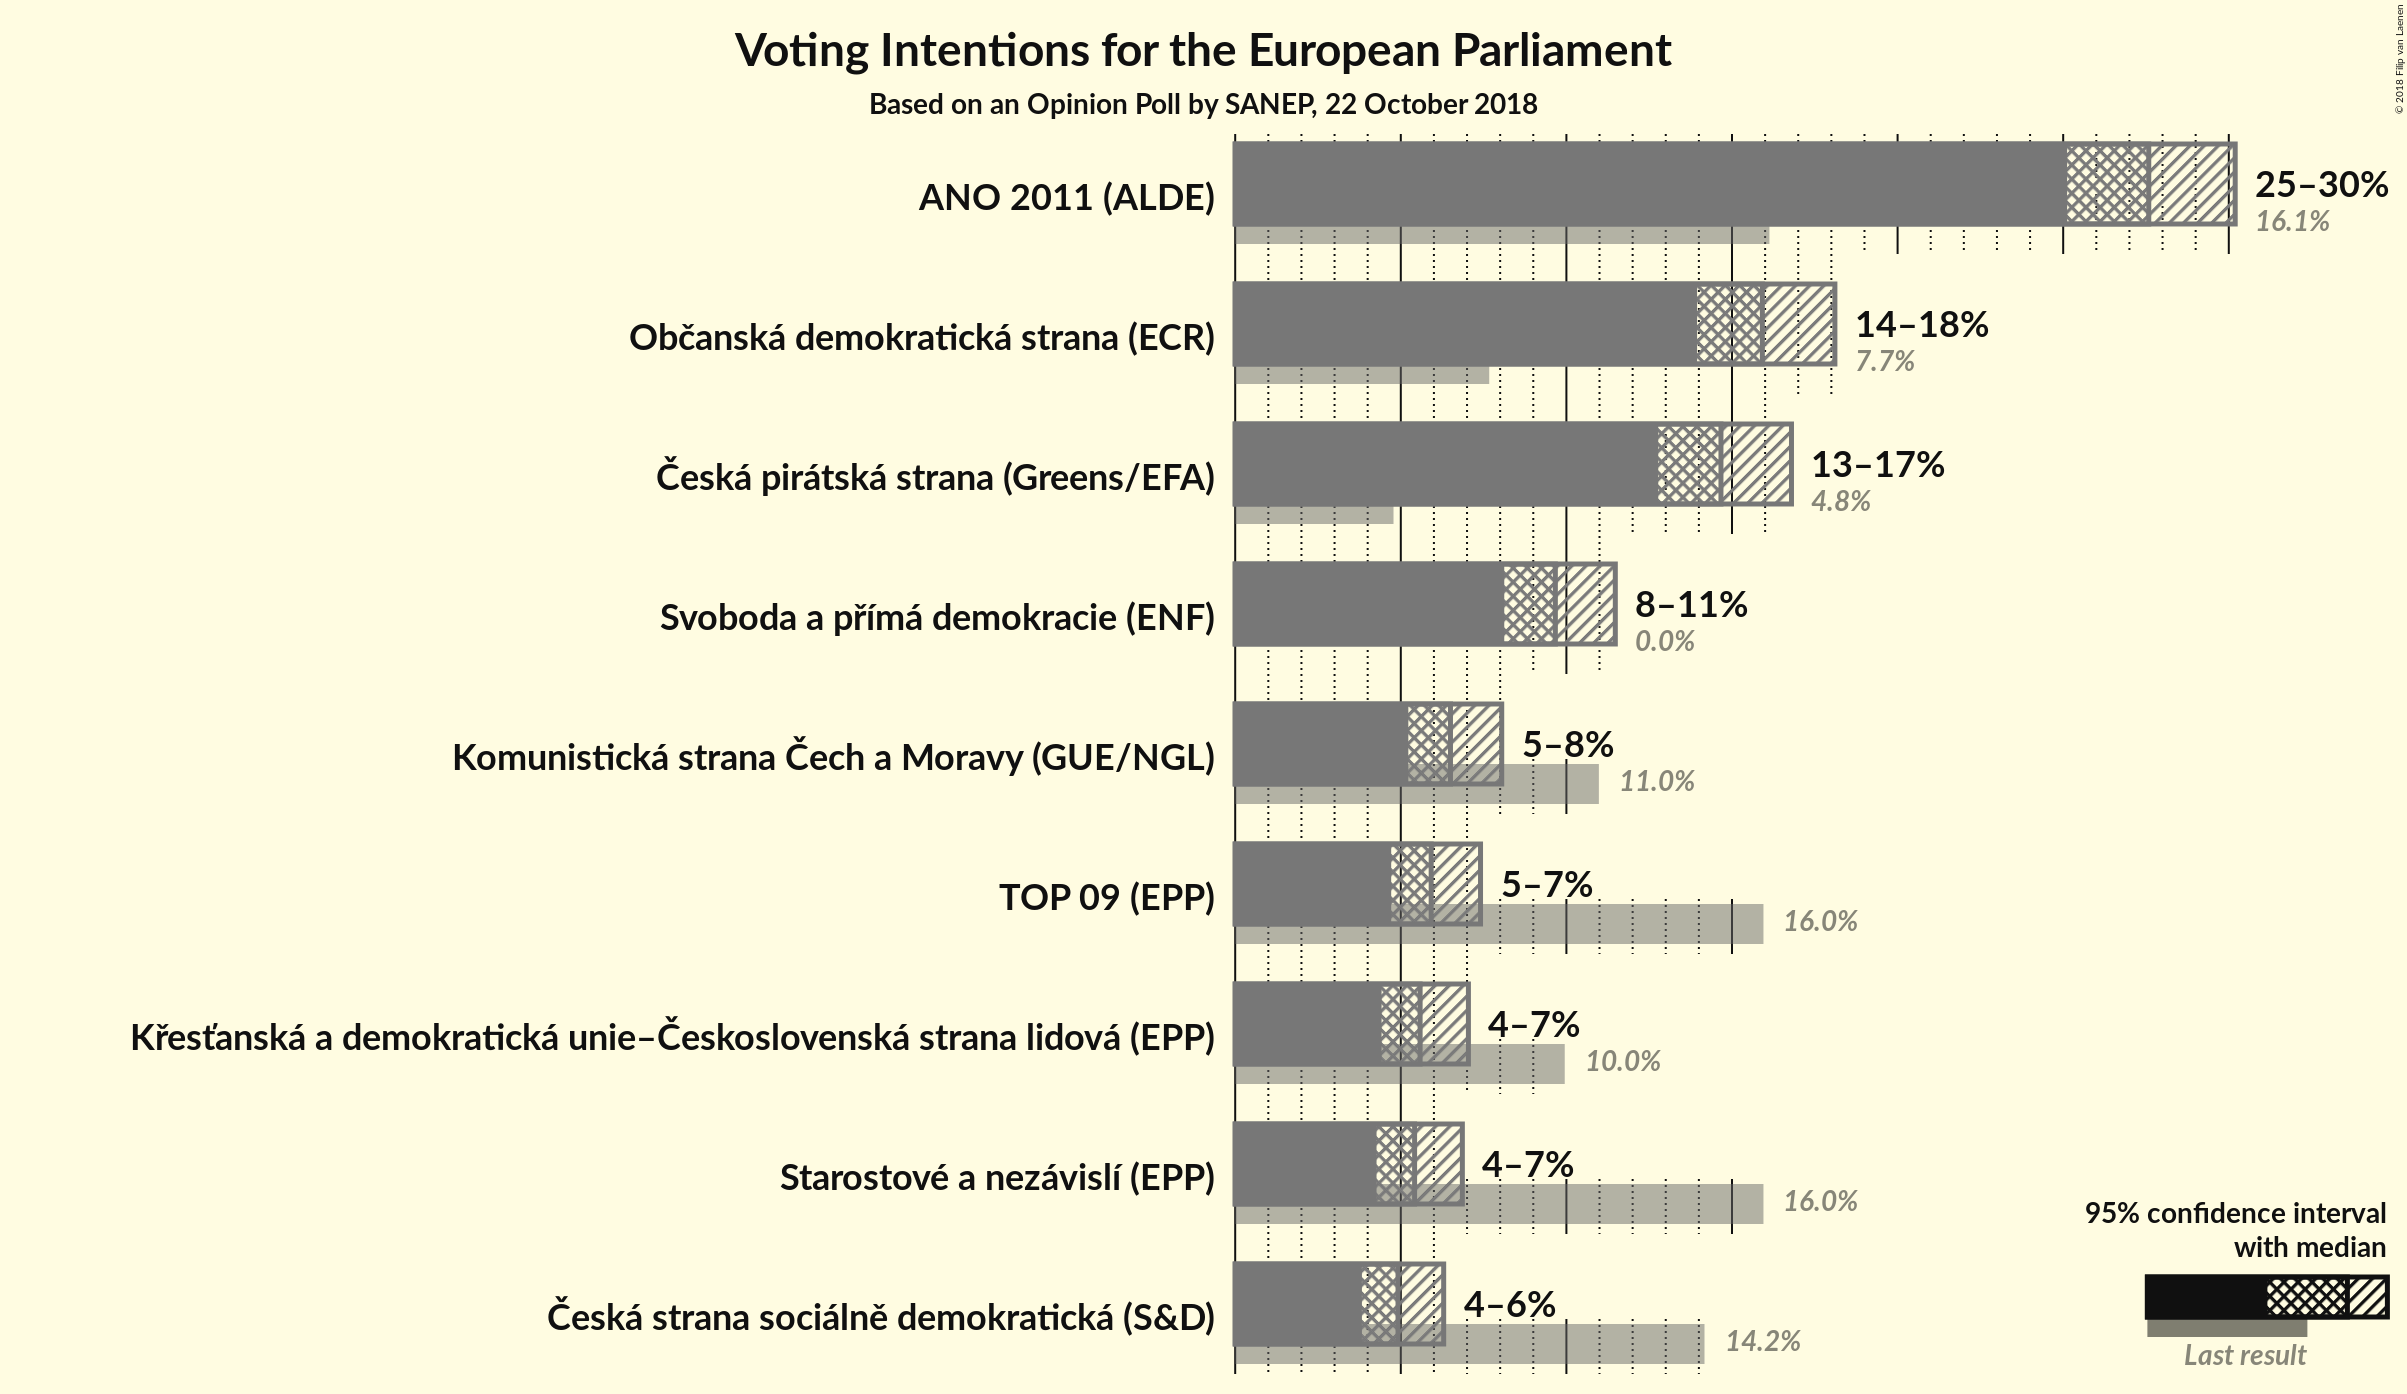 Voting Intentions for the European Parliament
Based on an Opinion Poll by SANEP, 22 October 2018
© 2018 Filip van Laenen
ANO 2011 (ALDE)
25–30%
16.1%
Občanská demokratická strana (ECR)
14–18%
7.7%
Česká pirátská strana (Greens/EFA)
13–17%
4.8%
Svoboda a přímá demokracie (ENF)
8–11%
0.0%
Komunistická strana Čech a Moravy (GUE/NGL)
5–8%
11.0%
TOP 09 (EPP)
5–7%
16.0%
Křesťanská a demokratická unie–Československá strana lidová (EPP)
4–7%
10.0%
Starostové a nezávislí (EPP)
4–7%
16.0%
Česká strana sociálně demokratická (S&D)
4–6%
14.2%
95% confidence interval
with median
Last result